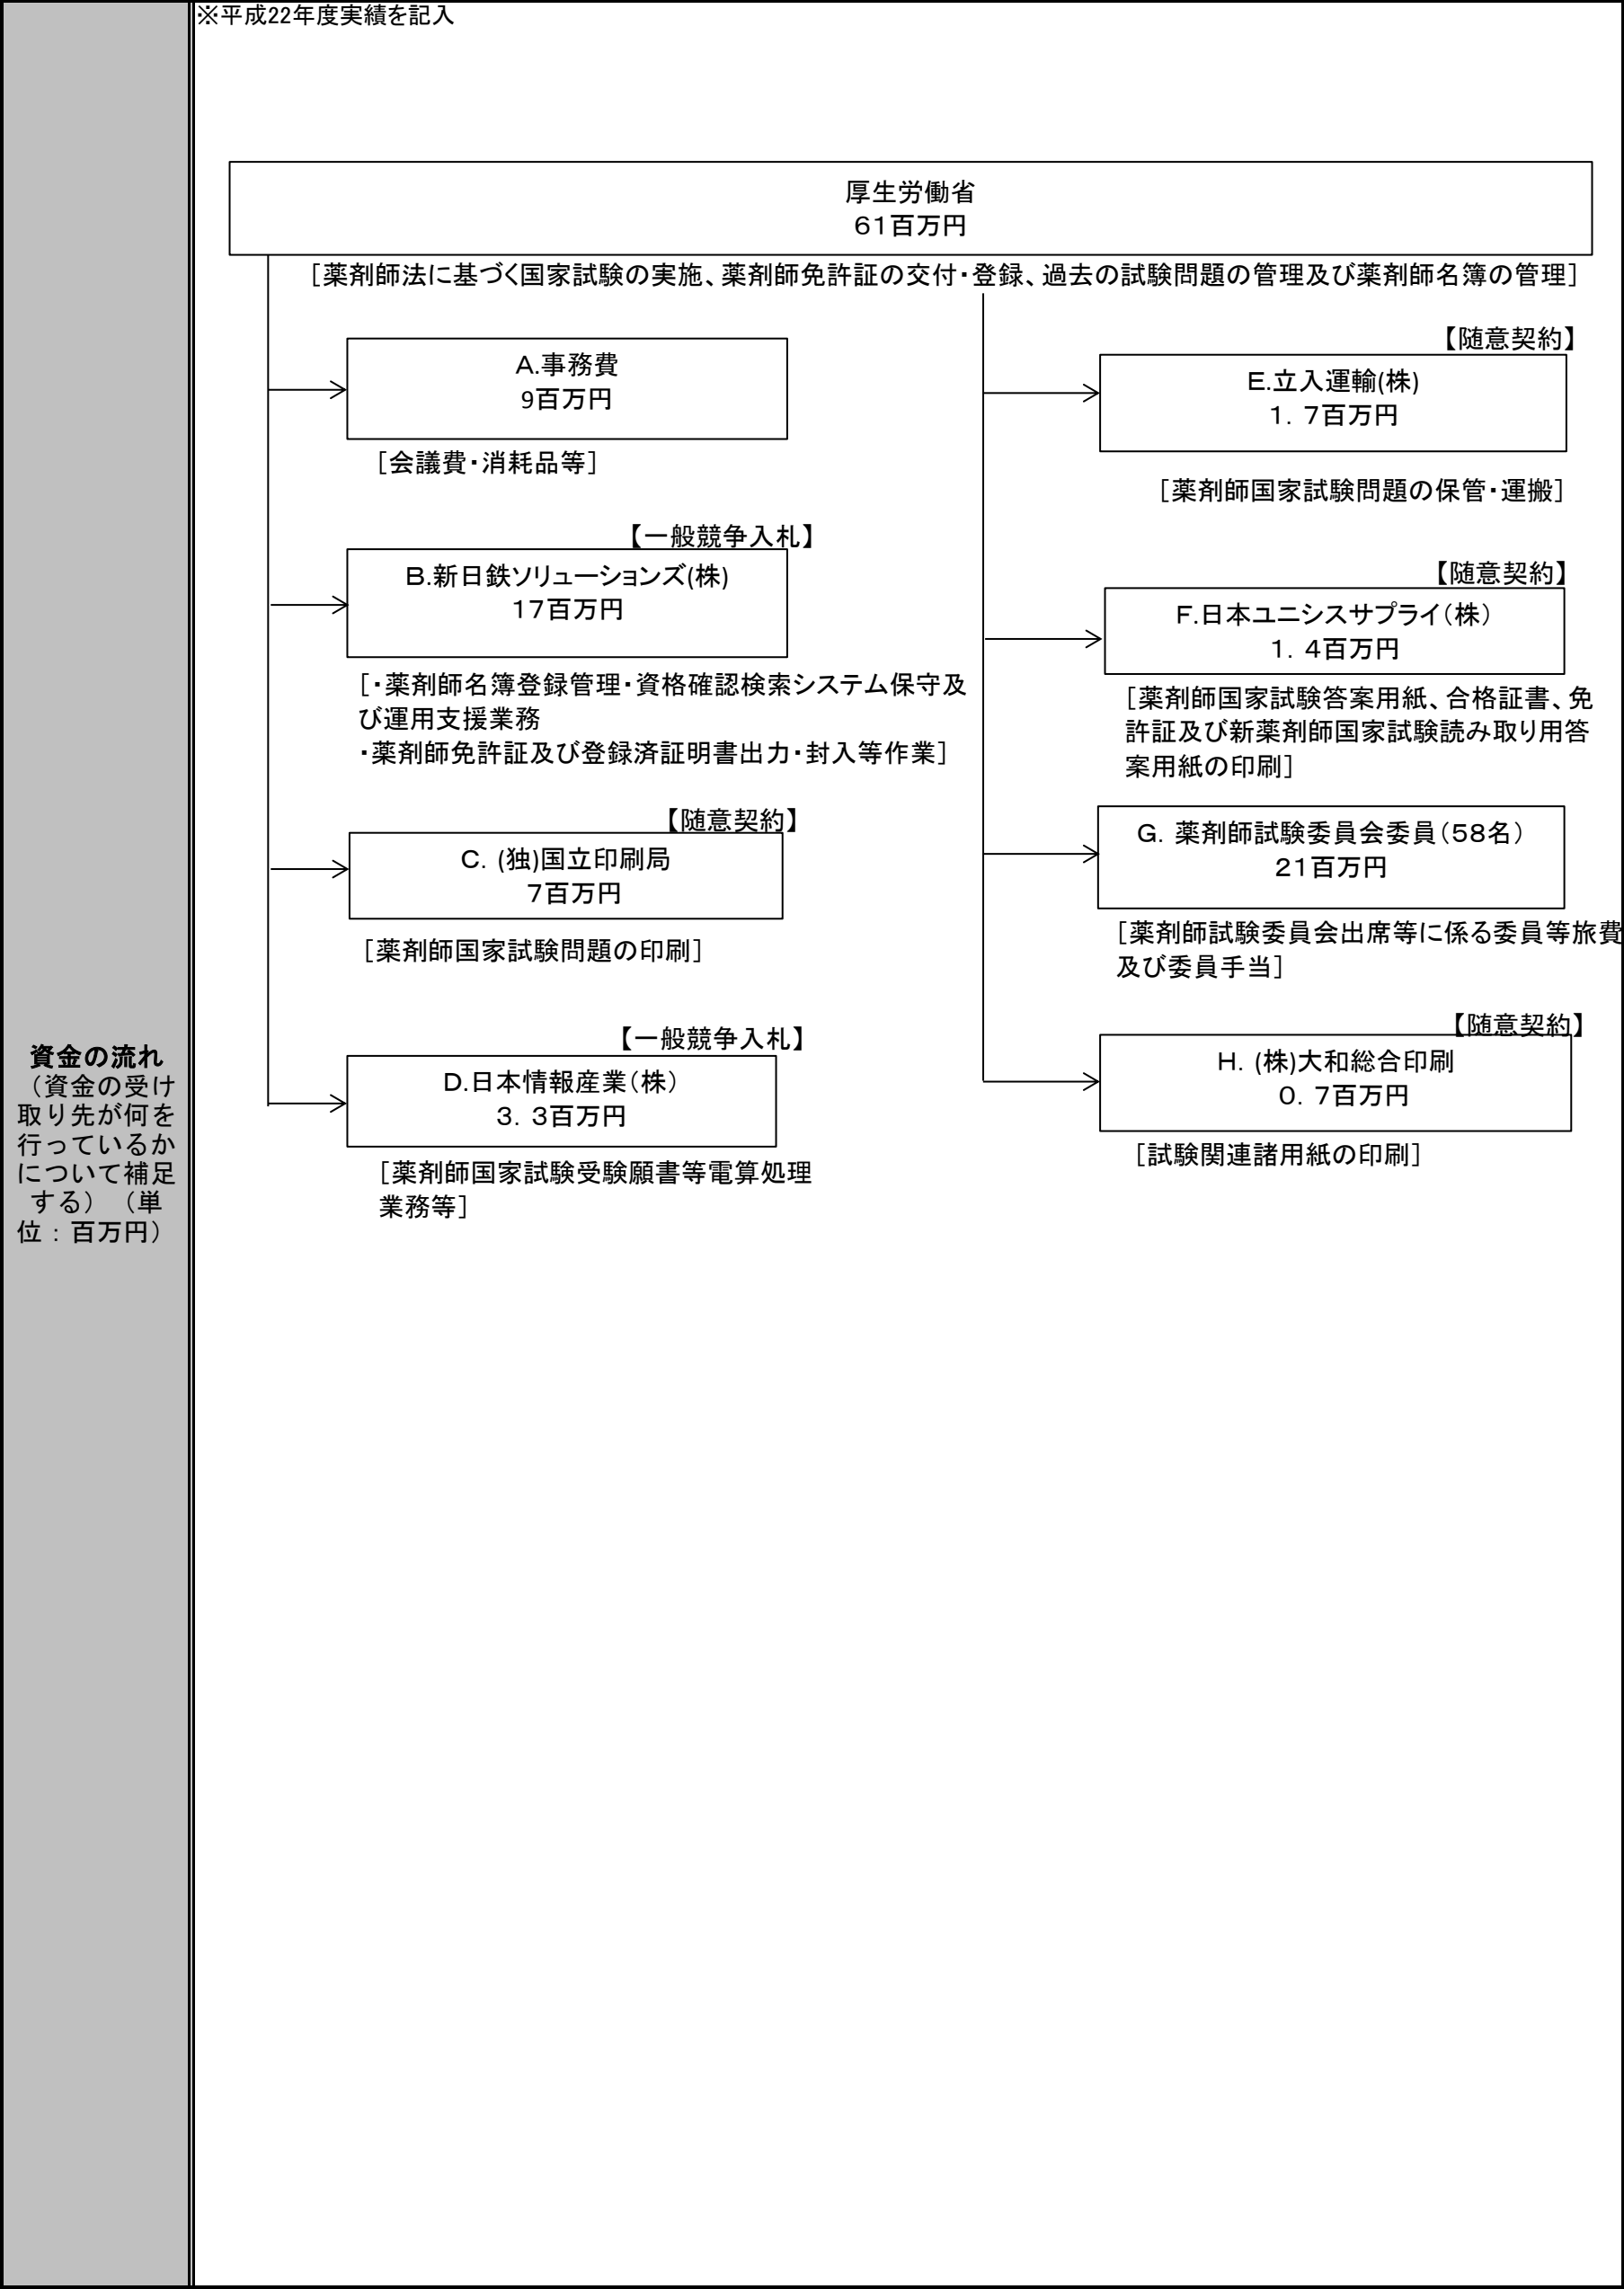 ※平成22年度実績を記入
資金の流れ
（資金の受け
取り先が何を
行っているか
について補足
する）（単
位：百万円）
厚生労働省
６１百万円
［薬剤師法に基づく国家試験の実施、薬剤師免許証の交付・登録、過去の試験問題の管理及び薬剤師名簿の管理］
Ａ.事務費
9百万円
［会議費・消耗品等］
【一般競争入札】
Ｂ.新日鉄ソリューションズ(株)
１７百万円
［・薬剤師名簿登録管理・資格確認検索システム保守及
び運用支援業務
・薬剤師免許証及び登録済証明書出力・封入等作業］
【随意契約】
Ｃ．(独)国立印刷局
７百万円
［薬剤師国家試験問題の印刷］
【一般競争入札】
Ｄ.日本情報産業（株）
３．３百万円
［薬剤師国家試験受験願書等電算処理
業務等］
【随意契約】
Ｅ.立入運輸(株)
１．７百万円
［薬剤師国家試験問題の保管・運搬］
【随意契約】
Ｆ.日本ユニシスサプライ（株）
１．４百万円
［薬剤師国家試験答案用紙、合格証書、免
許証及び新薬剤師国家試験読み取り用答
案用紙の印刷］
Ｇ．薬剤師試験委員会委員（５８名）
２１百万円
［薬剤師試験委員会出席等に係る委員等旅費
及び委員手当］
【随意契約】
Ｈ．(株)大和総合印刷
０．７百万円
［試験関連諸用紙の印刷］